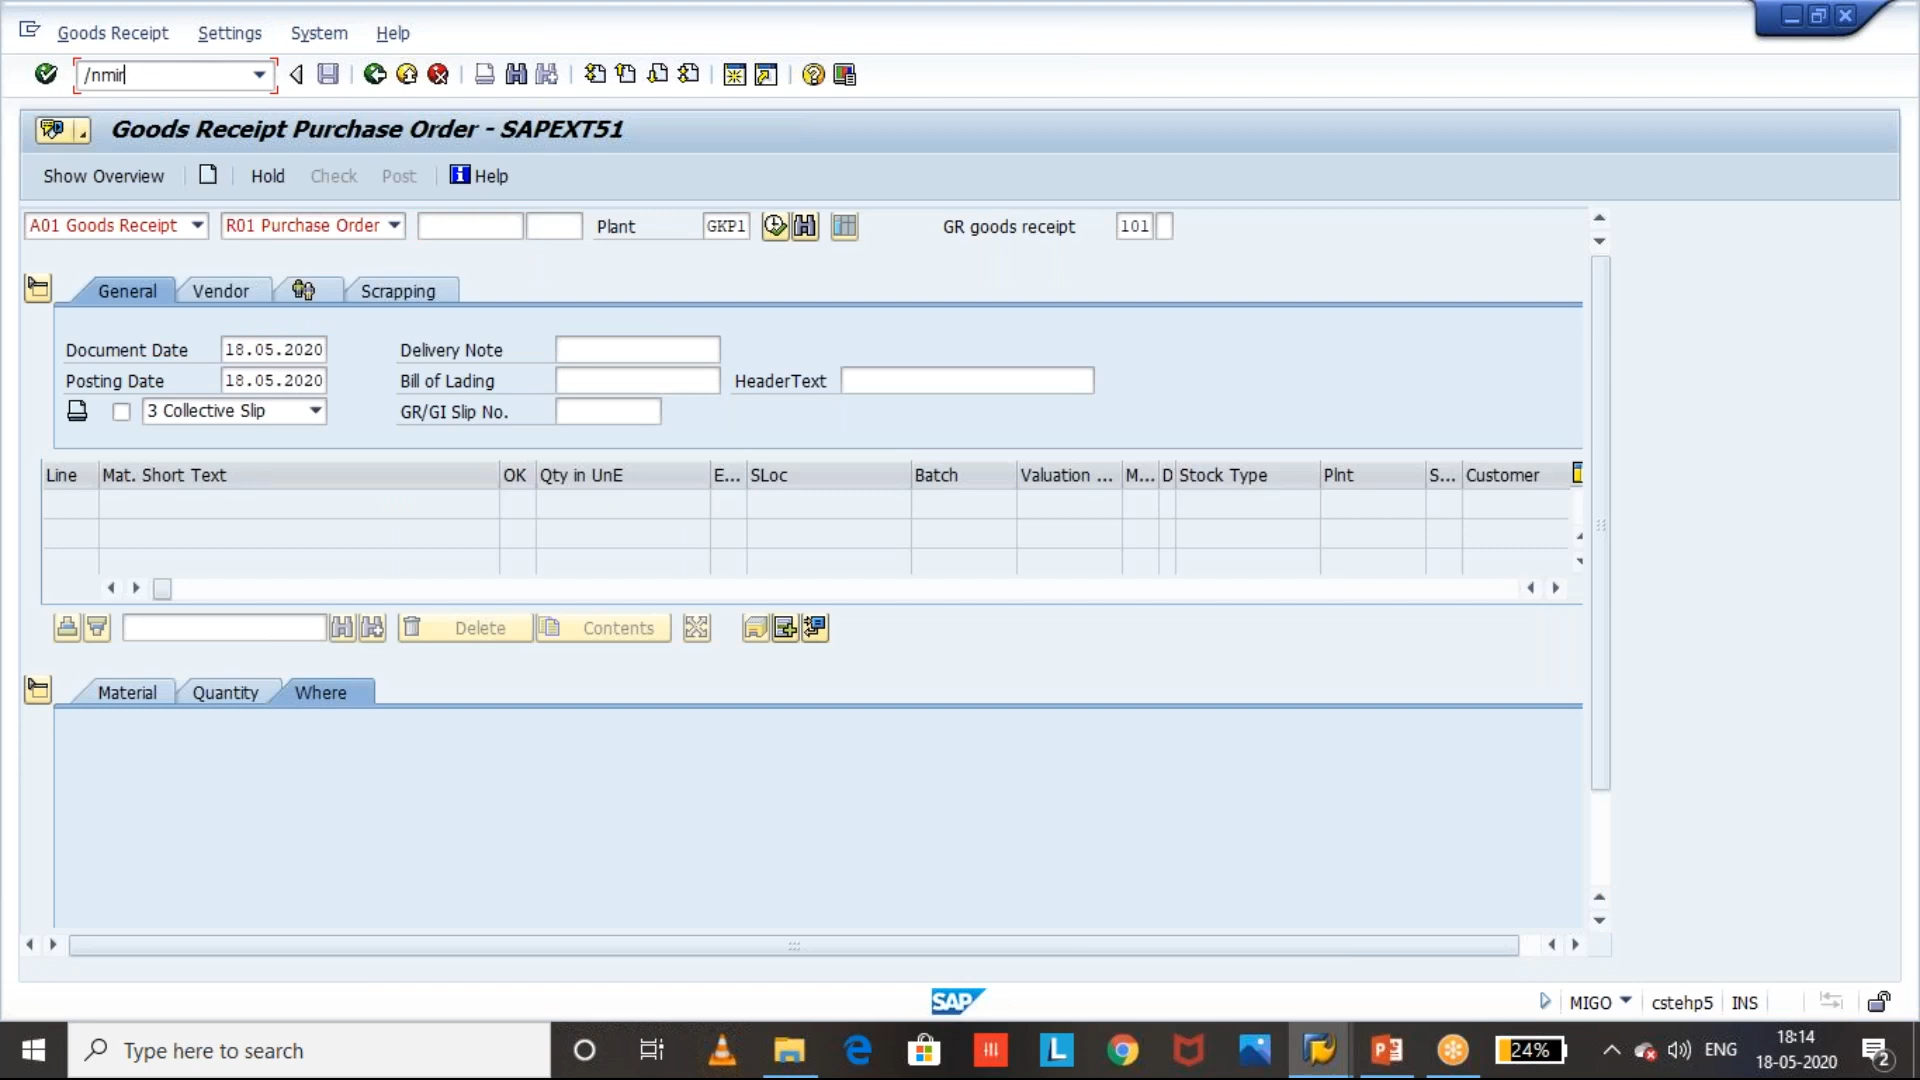 Goods Receipt Settings System Help
/nmir
Goods Receipt Purchase Order - SAPEXT51
Show Overview Hold Check Post Help
A01 Goods Receipt R01 Purchase Order Plant GKP1 GR goods receipt 101
General Vendor Scrapping
Document Date 18.05.2020 Delivery Note
Posting Date 18.05.2020 Bill of Lading HeaderText
3 Collective Slip GR/GI Slip No.
Line Mat. Short Text OK Qty in UnE E... SLoc Batch Valuation ... M... D Stock Type Plnt S... Customer
Delete Contents
Material Quantity Where
SAP MIGO cstehp5 INS
Type here to search 24% ENG 18:14
18-05-2020 2